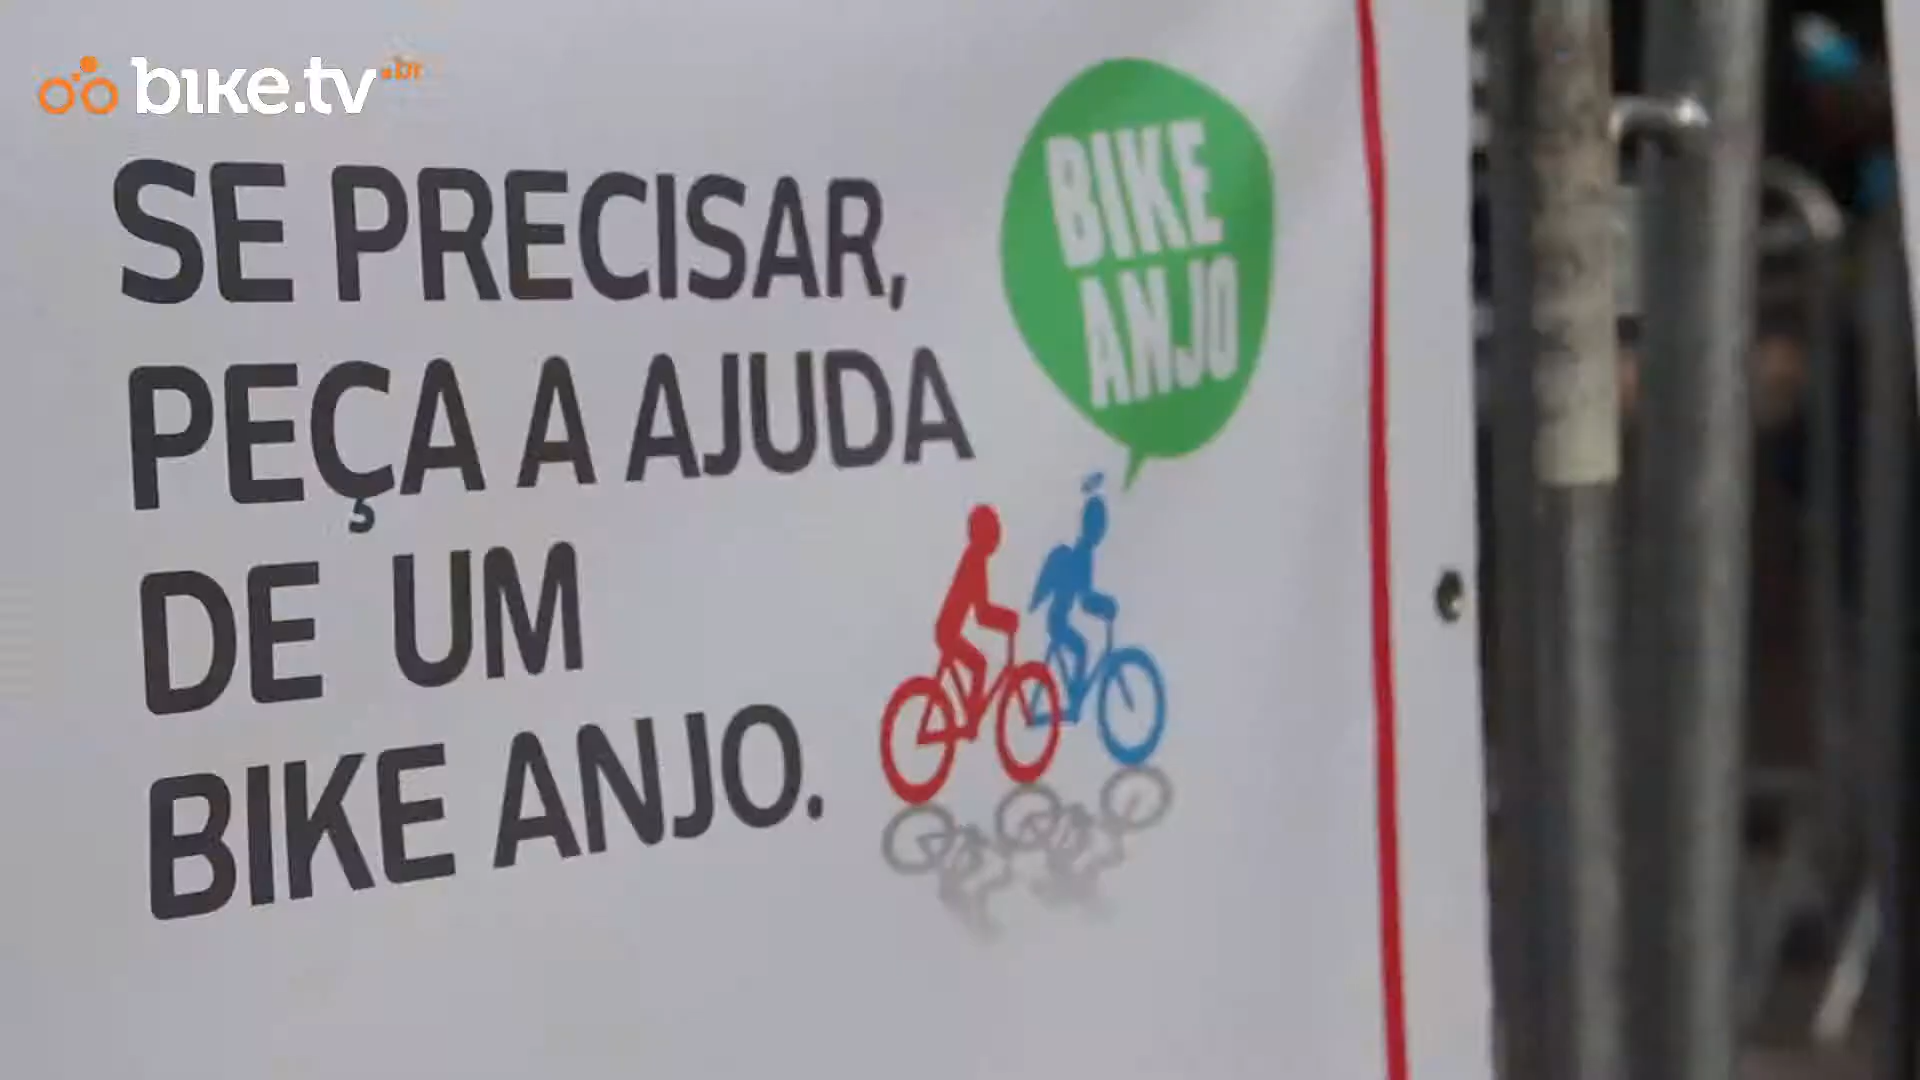 bike.tv.br
SE PRECISAR,
PEÇA A AJUDA
DE UM
BIKE ANJO.
BIKE
ANJO